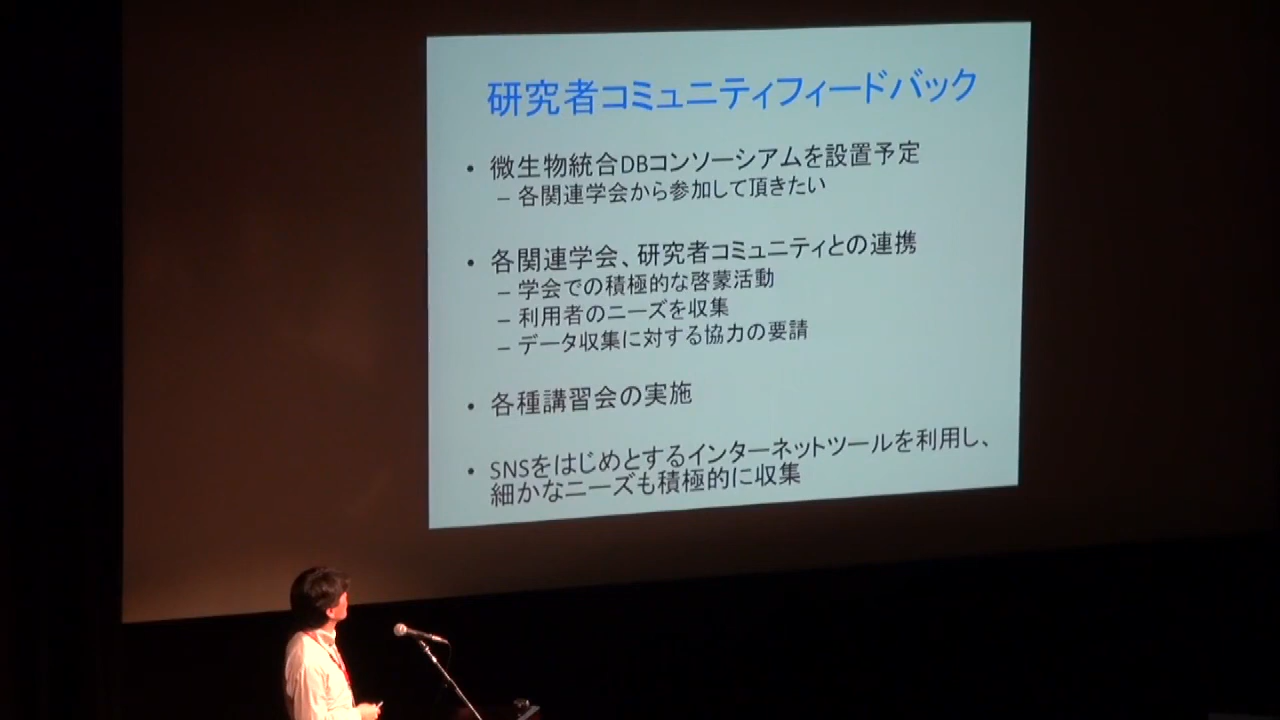 研究者コミュニティフィードバック
• 微生物統合DBコンソーシアムを設置予定
– 各関連学会から参加して頂きたい
• 各関連学会、研究者コミュニティとの連携
– 学会での積極的な啓蒙活動
– 利用者のニーズを収集
– データ収集に対する協力の要請
• 各種講習会の実施
• SNSをはじめとするインターネットツールを利用し、
細かなニーズも積極的に収集